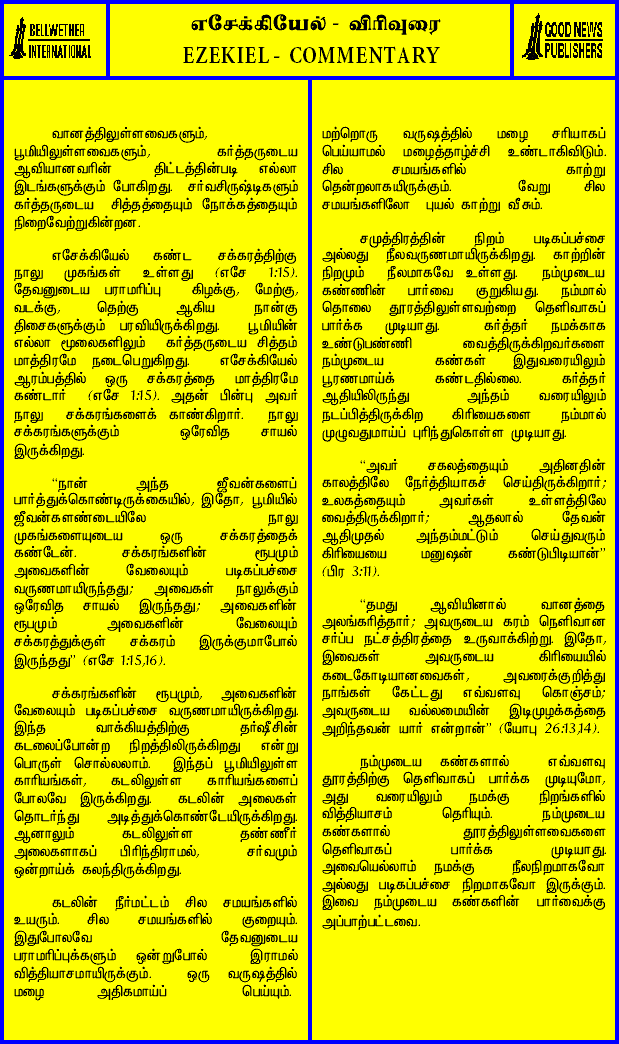 BELLWETHER
INTERNATIONAL
எசேக்கியேல் - விரிவுரை
EZEKIEL - COMMENTARY
GOOD NEWS
PUBLISHERS
வானத்திலுள்ளவைகளும்,
பூமியிலுள்ளவைகளும், கர்த்தருடைய
ஆவியானவரின் திட்டத்தின்படி எல்லா
இடங்களுக்கும் போகிறது. சர்வசிருஷ்டிகளும்
கர்த்தருடைய சித்தத்தையும் நோக்கத்தையும்
நிறைவேற்றுகின்றன.
எசேக்கியேல் கண்ட சக்கரத்திற்கு
நாலு முகங்கள் உள்ளது (எசே 1:15).
தேவனுடைய பராமரிப்பு கிழக்கு, மேற்கு,
வடக்கு, தெற்கு ஆகிய நான்கு
திசைகளுக்கும் பரவியிருக்கிறது. பூமியின்
எல்லா மூலைகளிலும் கர்த்தருடைய சித்தம்
மாத்திரமே நடைபெறுகிறது. எசேக்கியேல்
ஆரம்பத்தில் ஒரு சக்கரத்தை மாத்திரமே
கண்டார் (எசே 1:15). அதன் பின்பு அவர்
நாலு சக்கரங்களைக் காண்கிறார். நாலு
சக்கரங்களுக்கும் ஒரேவித சாயல்
இருக்கிறது.
“நான் அந்த ஜீவன்களைப்
பார்த்துக்கொண்டிருக்கையில், இதோ, பூமியில்
ஜீவன்களண்டையிலே நாலு
முகங்களையுடைய ஒரு சக்கரத்தைக்
கண்டேன். சக்கரங்களின் ரூபமும்
அவைகளின் வேலையும் படிகப்பச்சை
வருணமாயிருந்தது; அவைகள் நாலுக்கும்
ஒரேவித சாயல் இருந்தது; அவைகளின்
ரூபமும் அவைகளின் வேலையும்
சக்கரத்துக்குள் சக்கரம் இருக்குமாபோல்
இருந்தது” (எசே 1:15,16).
சக்கரங்களின் ரூபமும், அவைகளின்
வேலையும் படிகப்பச்சை வருணமாயிருக்கிறது.
இந்த வாக்கியத்திற்கு தர்ஷீசின்
கடலைப்போன்ற நிறத்திலிருக்கிறது என்று
பொருள் சொல்லலாம். இந்தப் பூமியிலுள்ள
காரியங்கள், கடலிலுள்ள காரியங்களைப்
போலவே இருக்கிறது. கடலின் அலைகள்
தொடர்ந்து அடித்துக்கொண்டேயிருக்கிறது.
ஆனாலும் கடலிலுள்ள தண்ணீர்
அலைகளாகப் பிரிந்திராமல், சர்வமும்
ஒன்றாய்க் கலந்திருக்கிறது.
கடலின் நீர்மட்டம் சில சமயங்களில்
உயரும். சில சமயங்களில் குறையும்.
இதுபோலவே தேவனுடைய
பராமரிப்புக்களும் ஒன்றுபோல் இராமல்
வித்தியாசமாயிருக்கும். ஒரு வருஷத்தில்
மழை அதிகமாய்ப் பெய்யும்.
மற்றொரு வருஷத்தில் மழை சரியாகப்
பெய்யாமல் மழைத்தாழ்ச்சி உண்டாகிவிடும்.
சில சமயங்களில் காற்று
தென்றலாகயிருக்கும். வேறு சில
சமயங்களிலோ புயல் காற்று வீசும்.
சமுத்திரத்தின் நிறம் படிகப்பச்சை
அல்லது நீலவருணமாயிருக்கிறது. காற்றின்
நிறமும் நீலமாகவே உள்ளது. நம்முடைய
கண்ணின் பார்வை குறுகியது. நம்மால்
தொலை தூரத்திலுள்ளவற்றை தெளிவாகப்
பார்க்க முடியாது. கர்த்தர் நமக்காக
உண்டுபண்ணி வைத்திருக்கிறவர்களை
நம்முடைய கண்கள் இதுவரையிலும்
பூரணமாய்க் கண்டதில்லை. கர்த்தர்
ஆதியிலிருந்து அந்தம் வரையிலும்
நடப்பித்திருக்கிற கிரியைகளை நம்மால்
முழுவதுமாய்ப் புரிந்துகொள்ள முடியாது.
“அவர் சகலத்தையும் அதினதின்
காலத்திலே நேர்த்தியாகச் செய்திருக்கிறார்;
உலகத்தையும் அவர்கள் உள்ளத்திலே
வைத்திருக்கிறார்; ஆதலால் தேவன்
ஆதிமுதல் அந்தம்மட்டும் செய்துவரும்
கிரியையை மனுஷன் கண்டுபிடியான்”
(பிர 3:11).
“தமது ஆவியினால் வானத்தை
அலங்கரித்தார்; அவருடைய கரம் நெளிவான
சர்ப்ப நட்சத்திரத்தை உருவாக்கிற்று. இதோ,
இவைகள் அவருடைய கிரியையில்
கடைகோடியானவைகள், அவரைக்குறித்து
நாங்கள் கேட்டது எவ்வளவு கொஞ்சம்;
அவருடைய வல்லமையின் இடிமுழக்கத்தை
அறிந்தவன் யார் என்றான்” (யோபு 26:13,14).
நம்முடைய கண்களால் எவ்வளவு
தூரத்திற்கு தெளிவாகப் பார்க்க முடியுமோ,
அது வரையிலும் நமக்கு நிறங்களில்
வித்தியாசம் தெரியும். நம்முடைய
கண்களால் தூரத்திலுள்ளவைகளை
தெளிவாகப் பார்க்க முடியாது.
அவையெல்லாம் நமக்கு நீலநிறமாகவோ
அல்லது படிகப்பச்சை நிறமாகவோ இருக்கும்.
இவை நம்முடைய கண்களின் பார்வைக்கு
அப்பாற்பட்டவை.